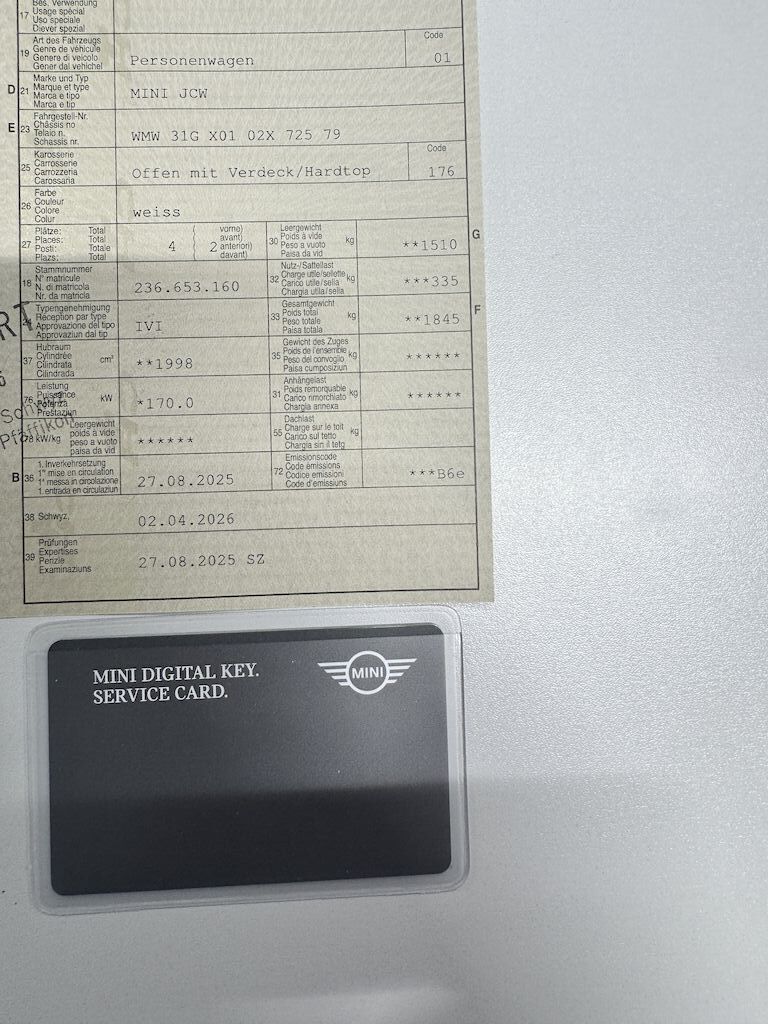 17
Bes. Verwendung
Usage spécial
Uso speciale
Diever spezial
19
Art des Fahrzeugs
Genre de véhicule
Genere di veicolo
Gener dal vehichel
Personenwagen
Code
01
D
21
Marke und Typ
Marque et type
Marca e tipo
Marca e tip
MINI JCW
E
23
Fahrgestell-Nr.
Châssis no
Telaio n.
Schassis nr.
WMW 31G X01 02X 725 79
25
Karosserie
Carrosserie
Carrozzeria
Carossaria
Offen mit Verdeck/Hardtop
Code
176
26
Farbe
Couleur
Colore
Colur
weiss
27
Plätze: Total
Places: Total
Posti: Totale
Plazs: Total
4
2
vorne)
avant)
anteriori)
davant)
30
Leergewicht
Poids à vide
Peso a vuoto
Paisa da vid
kg
**1510
G
18
Stammnummer
N° matricule
N. di matricola
Nr. da matricla
236.653.160
32
Nutz-/Sattellast
Charge utile/sellette
Carico utile/sella
Chargia utila/sella
kg
***335
Typengenehmigung
Réception par type
Approvazione del tipo
Approvaziun dal tip
IVI
33
Gesamtgewicht
Poids total
Peso totale
Paisa totala
kg
**1845
F
37
Hubraum
Cylindrée
Cilindrata
Cilindrada
cm³
**1998
35
Gewicht des Zuges
Poids de l'ensemble
Peso del convoglio
Paisa cumposiziun
kg
******
76
Leistung
Puissance
Potenza
Prestaziun
kW
*170.0
31
Anhängelast
Poids remorquable
Carico rimorchiato
Chargia annexa
kg
******
78
kW/kg
Leergewicht
poids à vide
peso a vuoto
paisa da vid
******
55
Dachlast
Charge sur le toit
Carico sul tetto
Chargia sin il tetg
kg
Pfäffikon
B
36
1. Inverkehrsetzung
1re mise en circulation
1a messa in circolazione
1. entrada en circulaziun
27.08.2025
72
Emissionscode
Code émissions
Codice emissioni
Code d'emissiuns
***B6e
38
Schwyz,
02.04.2026
39
Prüfungen
Expertises
Perizie
Examinaziuns
27.08.2025 SZ
MINI DIGITAL KEY.
SERVICE CARD.
MINI